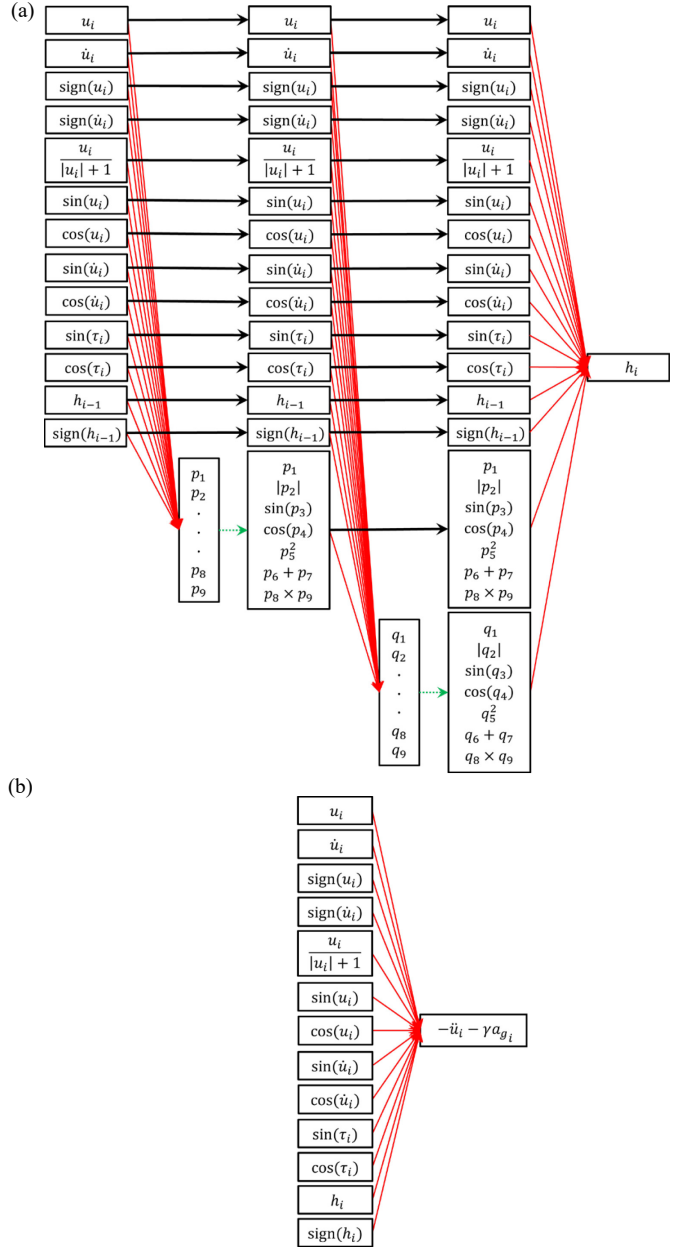 (a)
u_i u_i u_i
u̇_i u̇_i u̇_i
sign(u_i) sign(u_i) sign(u_i)
sign(u̇_i) sign(u̇_i) sign(u̇_i)
u_i u_i u_i
|u_i| + 1 |u_i| + 1 |u_i| + 1
sin(u_i) sin(u_i) sin(u_i)
cos(u_i) cos(u_i) cos(u_i)
sin(u̇_i) sin(u̇_i) sin(u̇_i)
cos(u̇_i) cos(u̇_i) cos(u̇_i)
sin(τ_i) sin(τ_i) sin(τ_i)
cos(τ_i) cos(τ_i) cos(τ_i)
h_i
h_{i−1} h_{i−1} h_{i−1}
sign(h_{i−1}) sign(h_{i−1}) sign(h_{i−1})
p_1
p_2
.
.
.
p_8
p_9
p_1
|p_2|
sin(p_3)
cos(p_4)
p_5^2
p_6 + p_7
p_8 × p_9
p_1
|p_2|
sin(p_3)
cos(p_4)
p_5^2
p_6 + p_7
p_8 × p_9
q_1
q_2
.
.
.
q_8
q_9
q_1
|q_2|
sin(q_3)
cos(q_4)
q_5^2
q_6 + q_7
q_8 × q_9
(b)
u_i
u̇_i
sign(u_i)
sign(u̇_i)
u_i
|u_i| + 1
sin(u_i)
cos(u_i)
sin(u̇_i)
cos(u̇_i)
sin(τ_i)
cos(τ_i)
h_i
sign(h_i)
−ü_i − γa_{g_i}